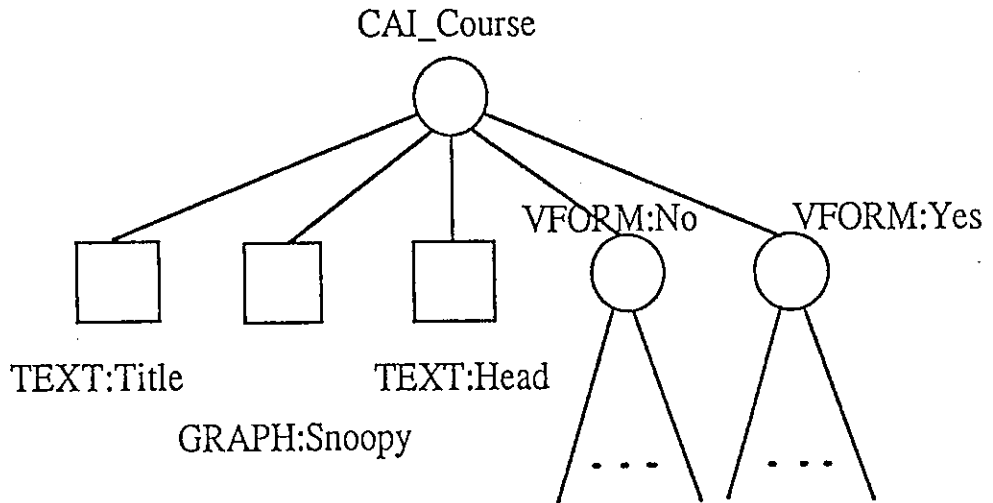 CAI_Course
VFORM:No
VFORM:Yes
TEXT:Title
TEXT:Head
GRAPH:Snoopy
. . .
. . .